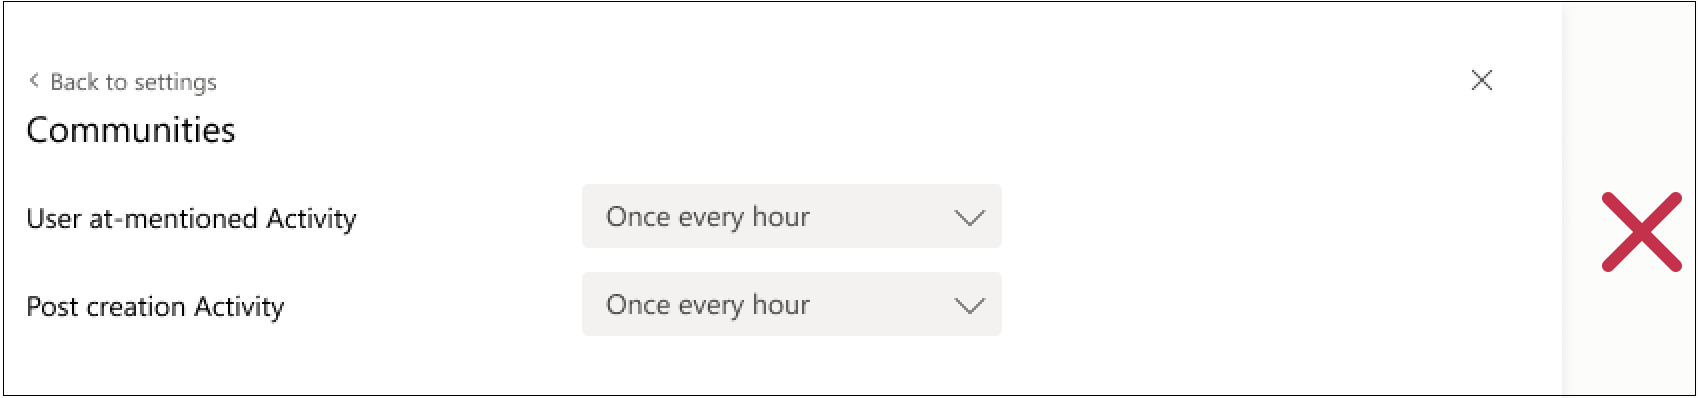 Back to settings
Communities
User at-mentioned Activity
Once every hour
Post creation Activity
Once every hour